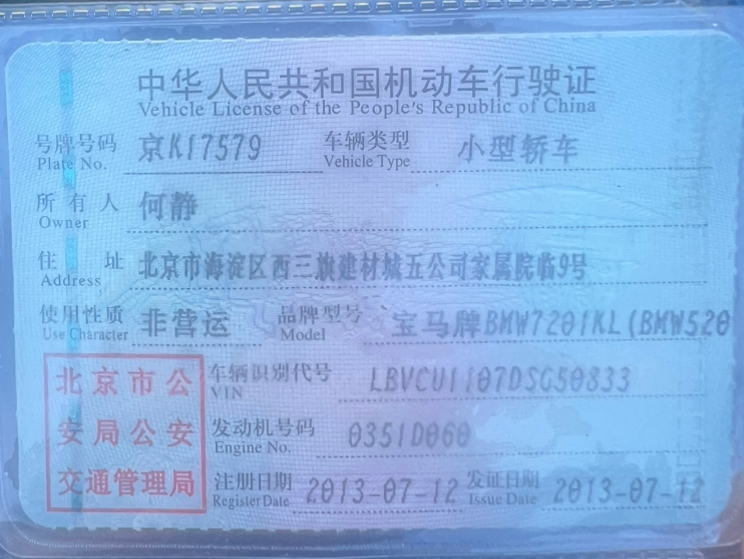 中华人民共和国机动车行驶证
Vehicle License of the People's Republic of China
号牌号码 京K17579 车辆类型 小型轿车
Plate No. Vehicle Type
所有人 何静
Owner
住址 北京市海淀区西三旗建材城五公司家属院临9号
Address
使用性质 非营运 品牌型号 宝马牌BMW7201KL(BMW520
Use Character Model
北京市公 车辆识别代号 LBVCU1107DSG50833
VIN
安局公安 发动机号码 0351D060
Engine No.
交通管理局 注册日期 2013-07-12 发证日期 2013-07-12
Register Date Issue Date